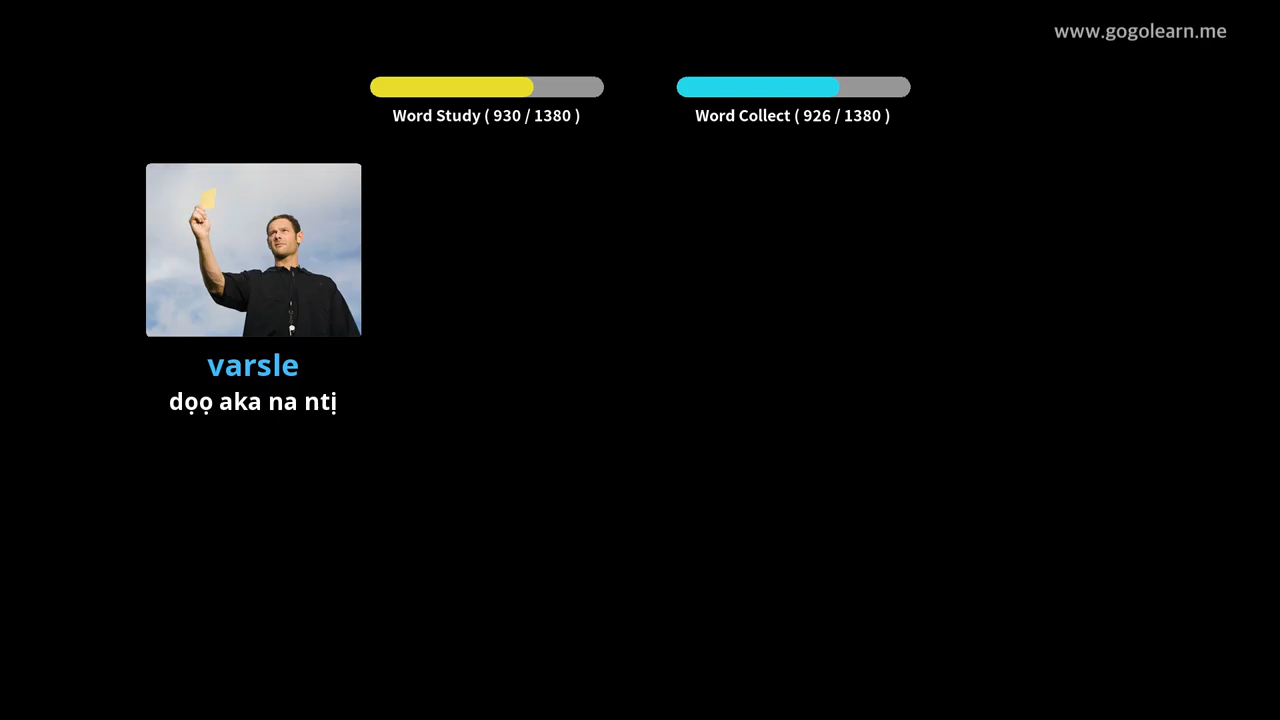 www.gogolearn.me
Word Study ( 930 / 1380 )
Word Collect ( 926 / 1380 )
varsle
dọọ aka na ntị